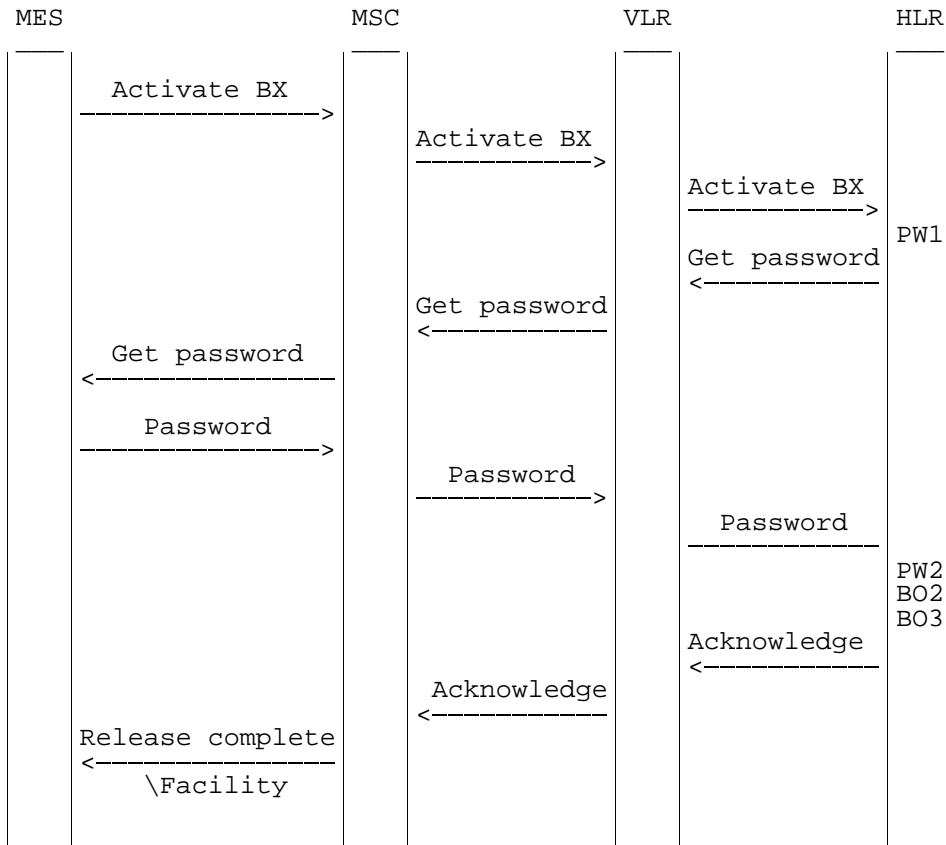 MES MSC VLR HLR
Activate BX
Activate BX
Activate BX
PW1
Get password
Get password
Get password
Password
Password
Password
PW2
BO2
BO3
Acknowledge
Acknowledge
Release complete
\Facility